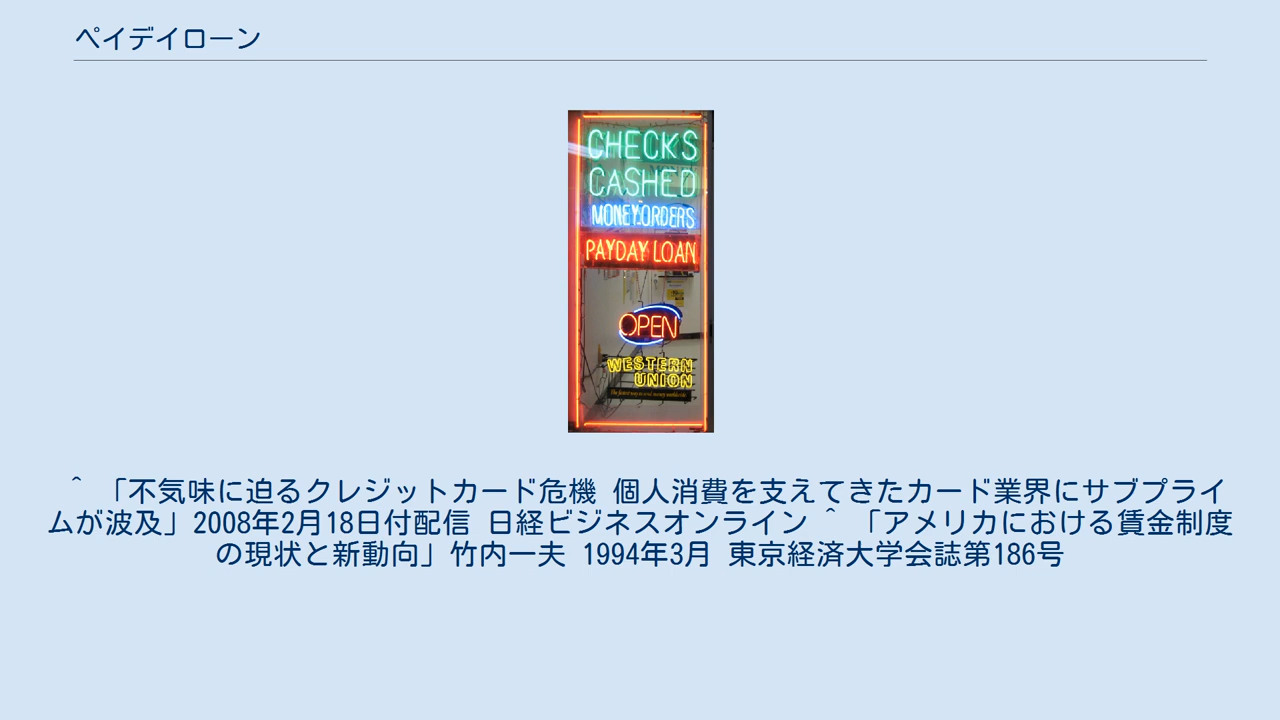 ペイデイローン
CHECKS
CASHED
MONEY ORDERS
PAYDAY LOAN
OPEN
WESTERN
UNION
^ 「不気味に迫るクレジットカード危機 個人消費を支えてきたカード業界にサブプライ
ムが波及」2008年2月18日付配信 日経ビジネスオンライン ^ 「アメリカにおける賃金制度
の現状と新動向」竹内一夫 1994年3月 東京経済大学会誌第186号